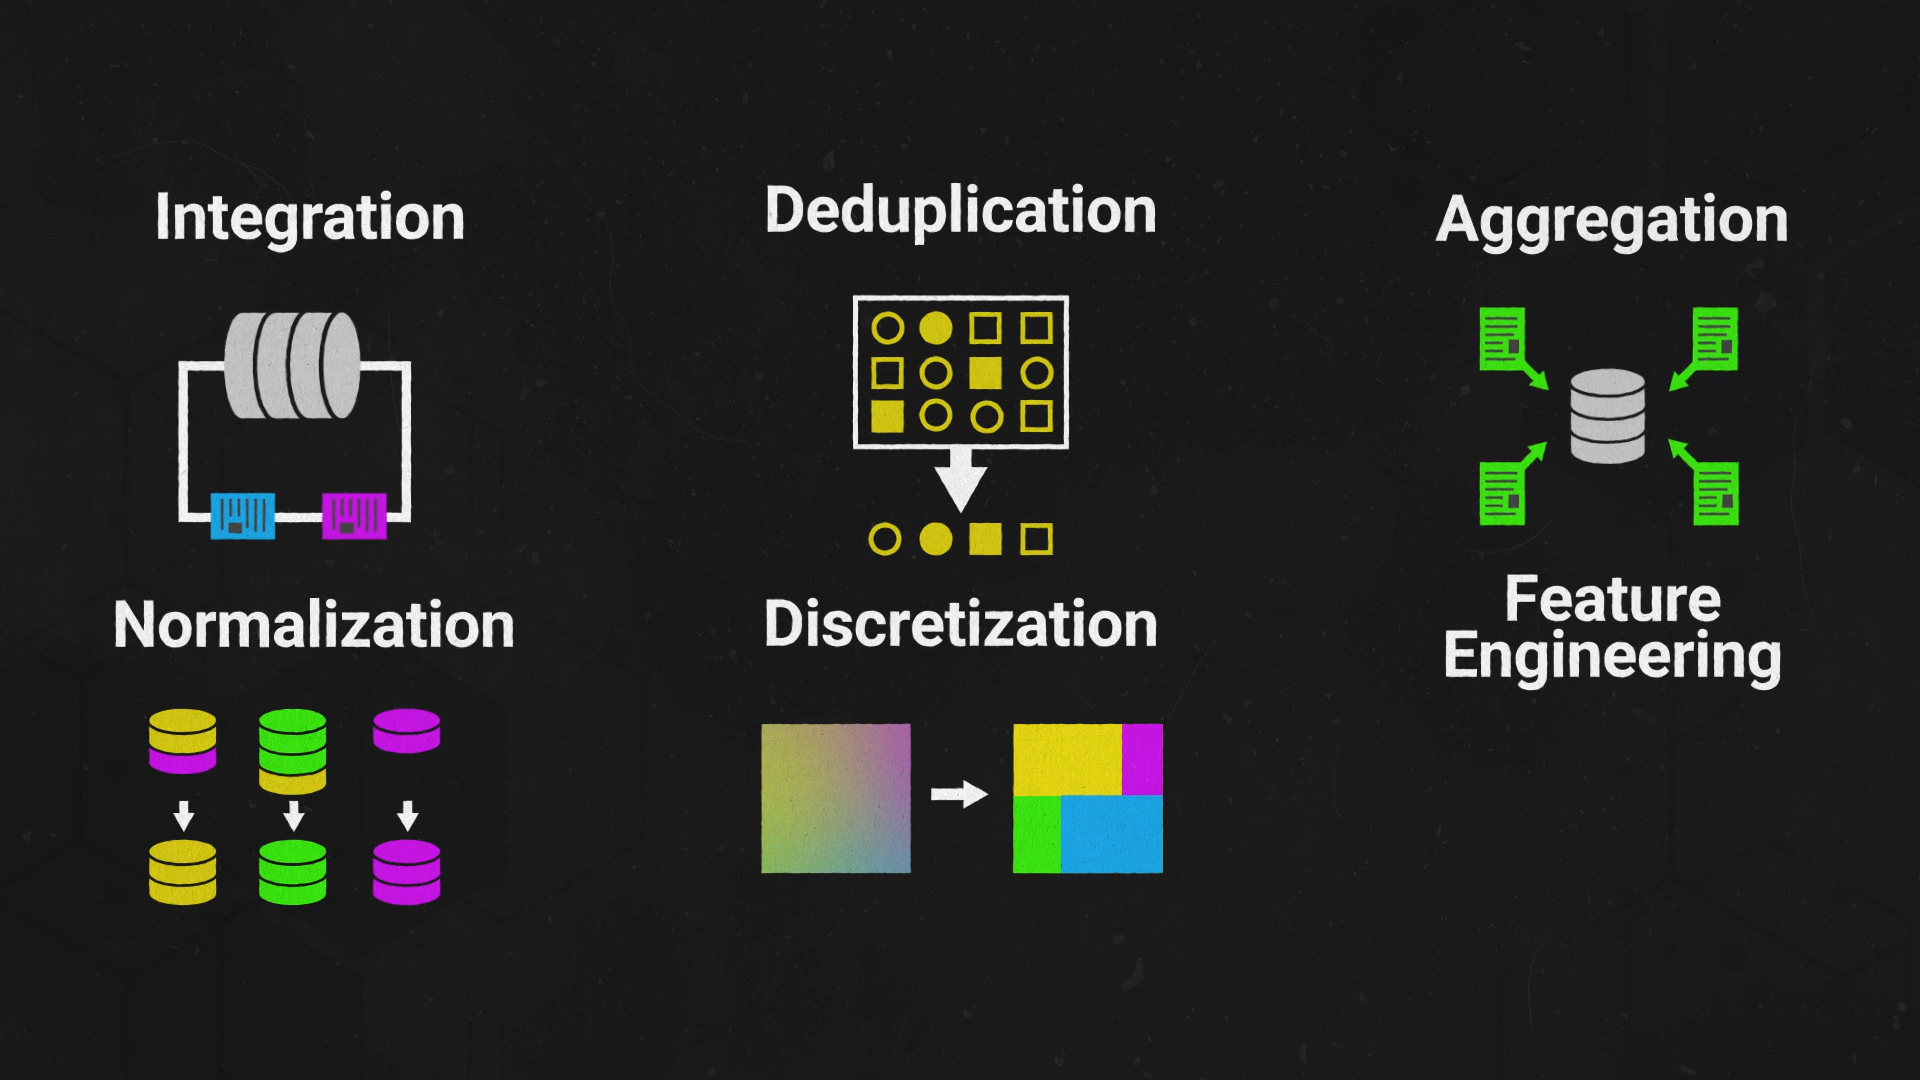 Integration
Deduplication
Aggregation
Normalization
Discretization
Feature
Engineering